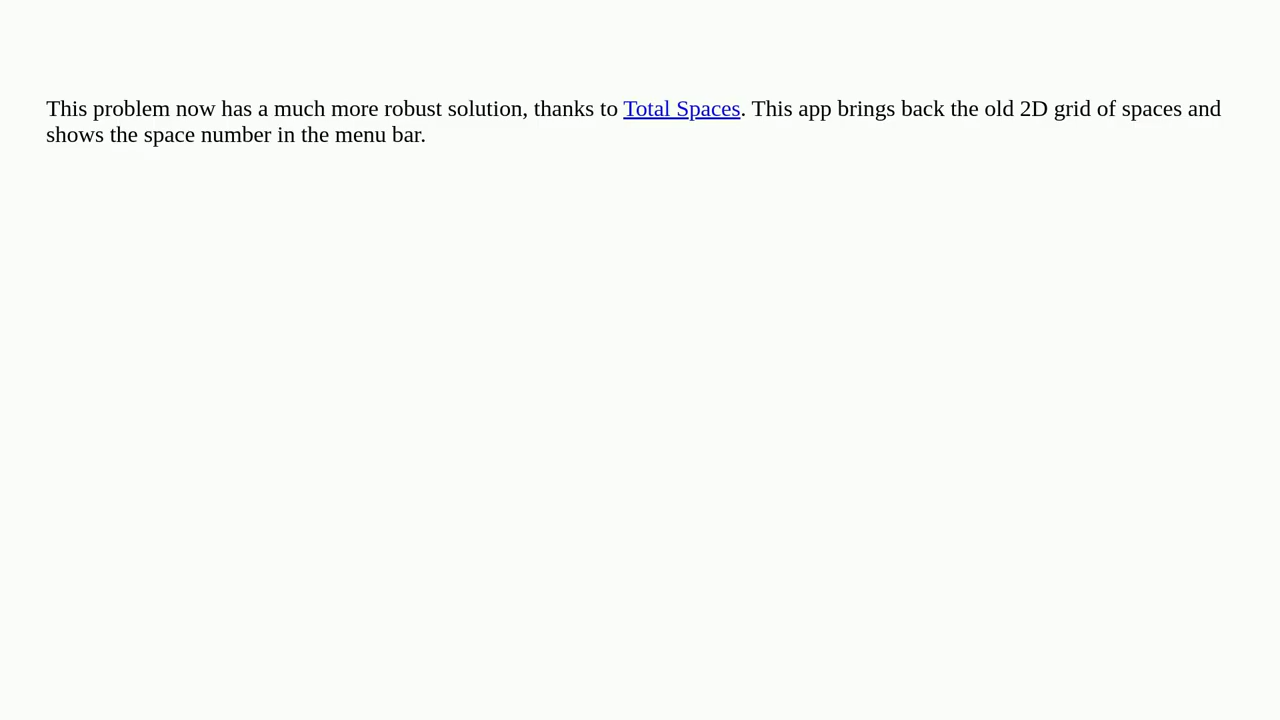 This problem now has a much more robust solution, thanks to Total Spaces. This app brings back the old 2D grid of spaces and
shows the space number in the menu bar.